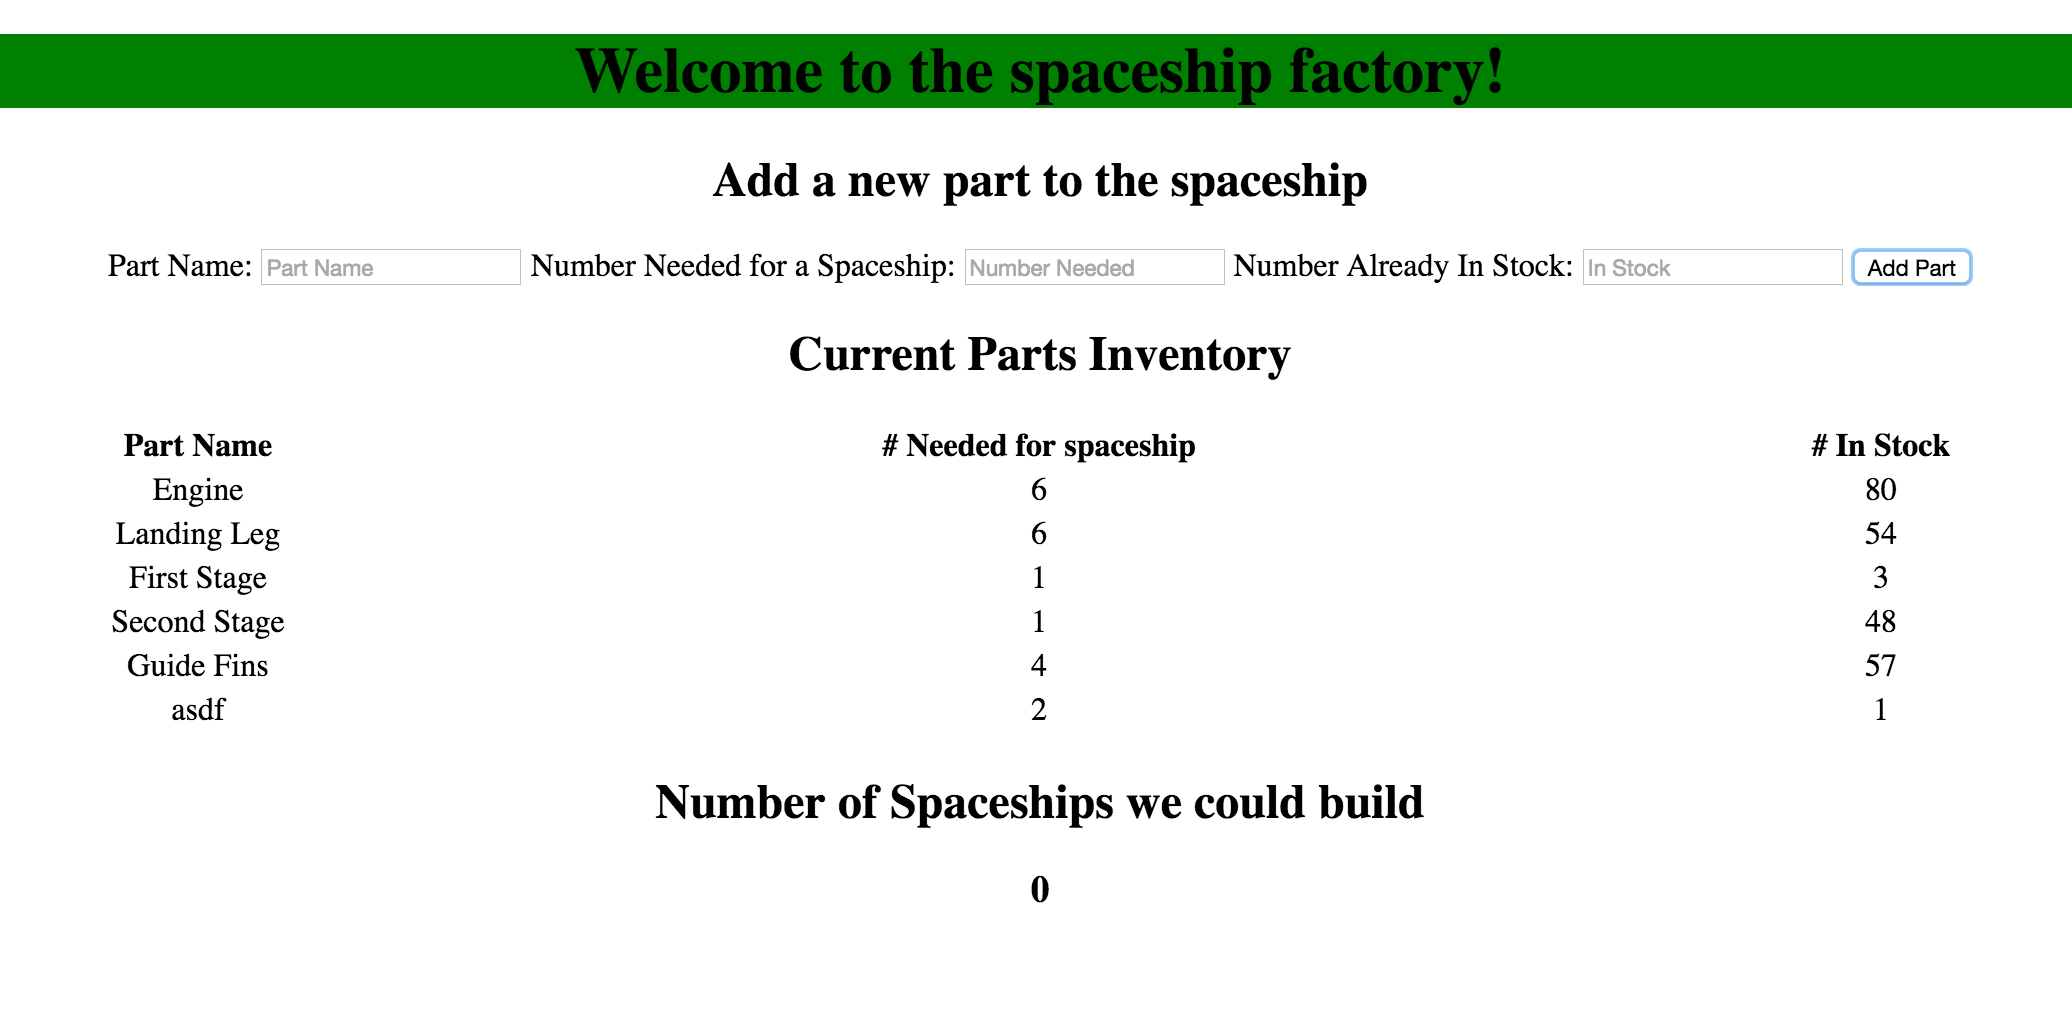 Welcome to the spaceship factory!
Add a new part to the spaceship
Part Name: Part Name Number Needed for a Spaceship: Number Needed Number Already In Stock: In Stock Add Part
Current Parts Inventory
Part Name # Needed for spaceship # In Stock
Engine 6 80
Landing Leg 6 54
First Stage 1 3
Second Stage 1 48
Guide Fins 4 57
asdf 2 1
Number of Spaceships we could build
0